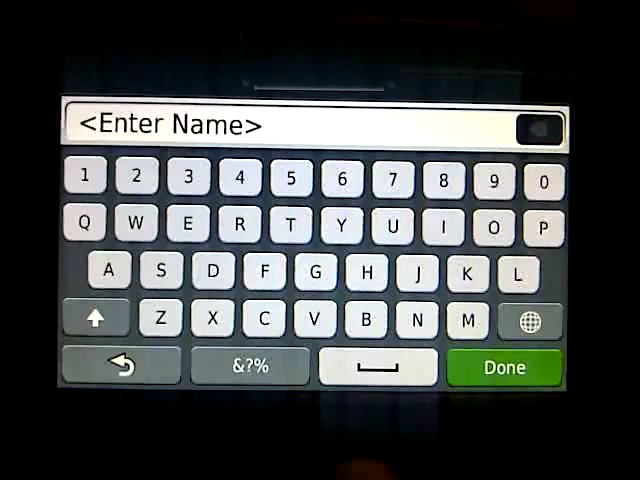 <Enter Name>
1 2 3 4 5 6 7 8 9 0
Q W E R T Y U I O P
A S D F G H J K L
Z X C V B N M
&?% Done